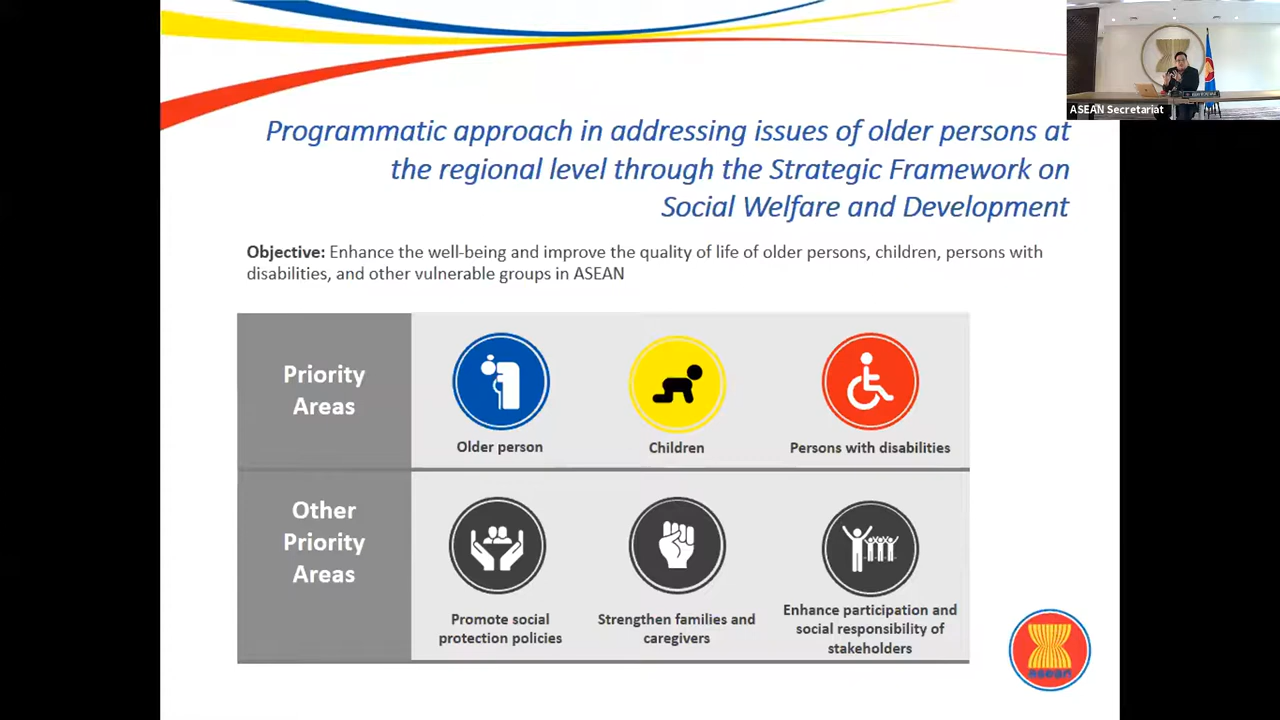 ASEAN Secretariat
Programmatic approach in addressing issues of older persons at
the regional level through the Strategic Framework on
Social Welfare and Development
Objective: Enhance the well-being and improve the quality of life of older persons, children, persons with
disabilities, and other vulnerable groups in ASEAN
Priority
Areas
Older person
Children
Persons with disabilities
Other
Priority
Areas
Promote social
protection policies
Strengthen families and
caregivers
Enhance participation and
social responsibility of
stakeholders
asean